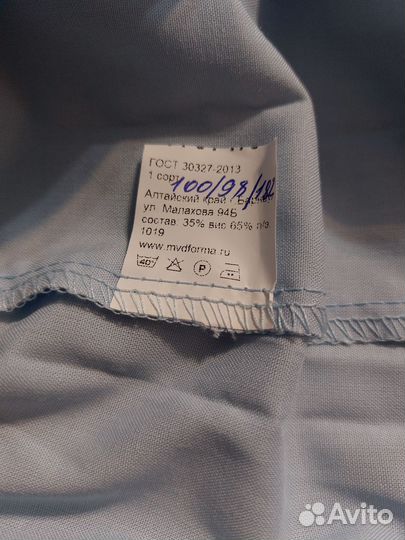 ГОСТ 30327-2013
1 сорт
100/98/182
Алтайский край г.
ул. Малахова 94Б
состав: 35% вис 65% п/э
1019
www.mvdforma.ru
40° P
Avito